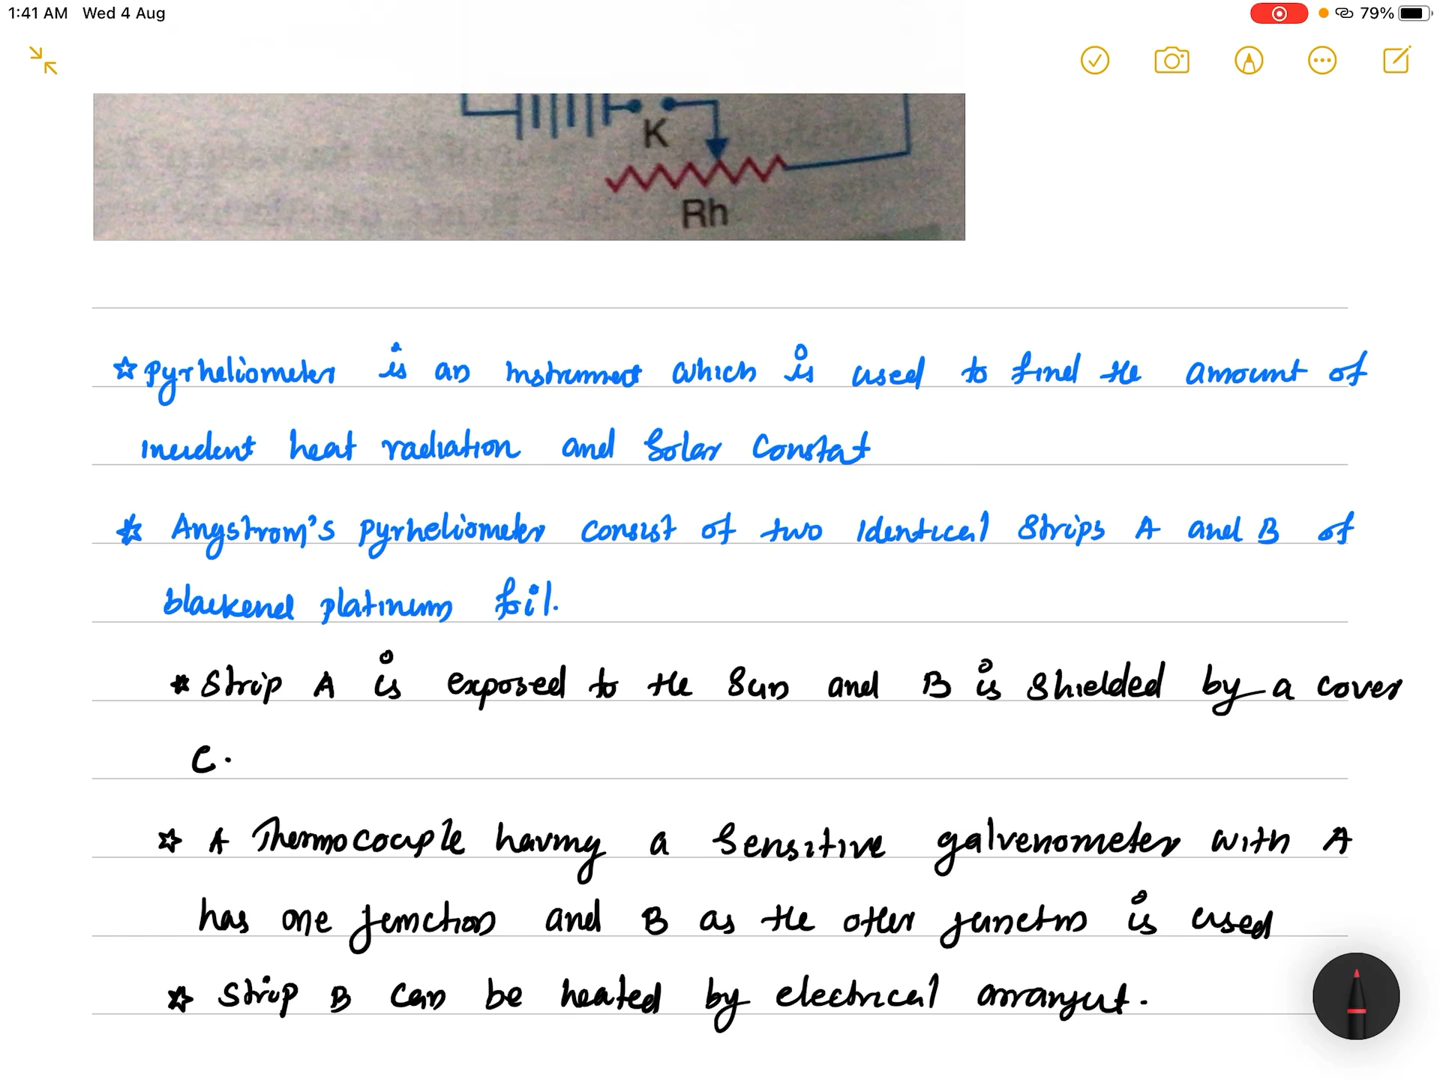 1:41 AM Wed 4 Aug 79%
K
Rh
☆ Pyrheliometer is an instrument which is used to find the amount of
incident heat radiation and Solar Constat
☆ Angstrom's Pyrheliometer consist of two identical Strips A and B of
blackened platinum foil.
* Strip A is exposed to the Sun and B is shielded by a cover
C.
☆ A Thermocouple having a Sensitive galvenometer with A
has one junction and B as the other junctn is used
☆ Strip B can be heated by electrical